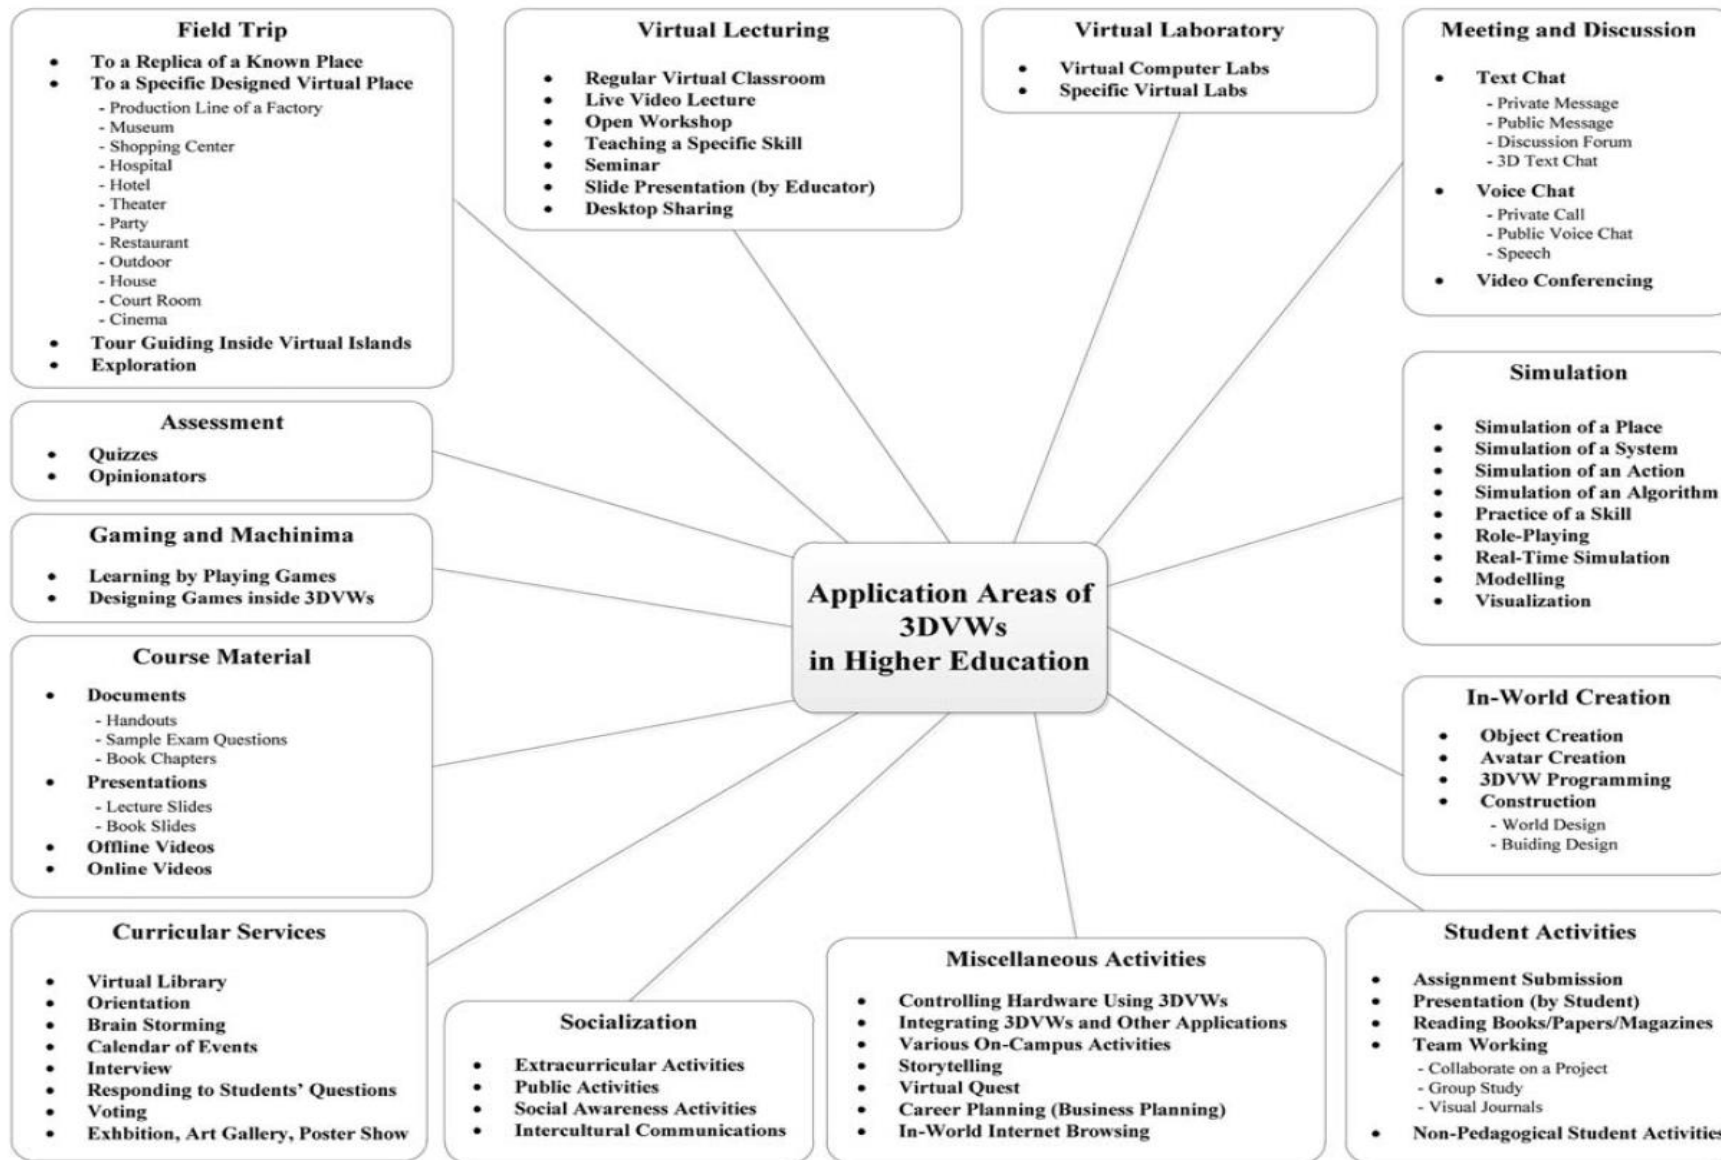 Field Trip
• To a Replica of a Known Place
• To a Specific Designed Virtual Place
- Production Line of a Factory
- Museum
- Shopping Center
- Hospital
- Hotel
- Theater
- Party
- Restaurant
- Outdoor
- House
- Court Room
- Cinema
• Tour Guiding Inside Virtual Islands
• Exploration
Virtual Lecturing
• Regular Virtual Classroom
• Live Video Lecture
• Open Workshop
• Teaching a Specific Skill
• Seminar
• Slide Presentation (by Educator)
• Desktop Sharing
Virtual Laboratory
• Virtual Computer Labs
• Specific Virtual Labs
Meeting and Discussion
• Text Chat
- Private Message
- Public Message
- Discussion Forum
- 3D Text Chat
• Voice Chat
- Private Call
- Public Voice Chat
- Speech
• Video Conferencing
Assessment
• Quizzes
• Opinionators
Gaming and Machinima
• Learning by Playing Games
• Designing Games inside 3DVWs
Application Areas of
3DVWs
in Higher Education
Simulation
• Simulation of a Place
• Simulation of a System
• Simulation of an Action
• Simulation of an Algorithm
• Practice of a Skill
• Role-Playing
• Real-Time Simulation
• Modelling
• Visualization
Course Material
• Documents
- Handouts
- Sample Exam Questions
- Book Chapters
• Presentations
- Lecture Slides
- Book Slides
• Offline Videos
• Online Videos
In-World Creation
• Object Creation
• Avatar Creation
• 3DVW Programming
• Construction
- World Design
- Buiding Design
Curricular Services
• Virtual Library
• Orientation
• Brain Storming
• Calendar of Events
• Interview
• Responding to Students’ Questions
• Voting
• Exhbition, Art Gallery, Poster Show
Socialization
• Extracurricular Activities
• Public Activities
• Social Awareness Activities
• Intercultural Communications
Miscellaneous Activities
• Controlling Hardware Using 3DVWs
• Integrating 3DVWs and Other Applications
• Various On-Campus Activities
• Storytelling
• Virtual Quest
• Career Planning (Business Planning)
• In-World Internet Browsing
Student Activities
• Assignment Submission
• Presentation (by Student)
• Reading Books/Papers/Magazines
• Team Working
- Collaborate on a Project
- Group Study
- Visual Journals
• Non-Pedagogical Student Activities